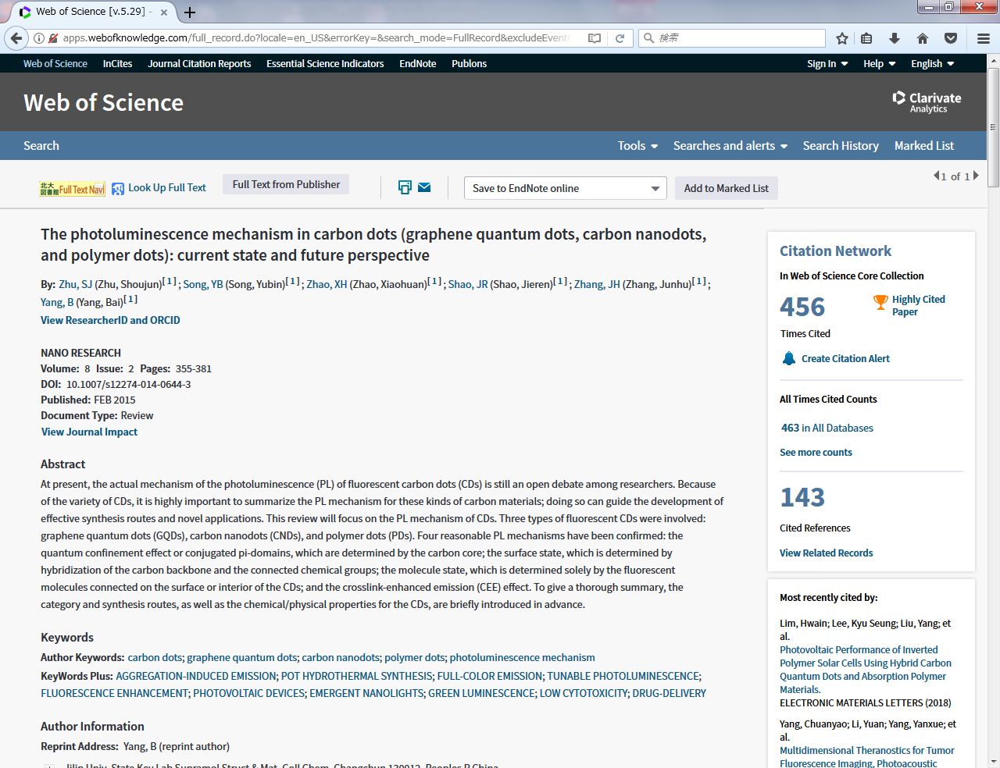 Web of Science [v.5.29] -
apps.webofknowledge.com/full_record.do?locale=en_US&errorKey=&search_mode=FullRecord&excludeEvent
検索
Web of Science InCites Journal Citation Reports Essential Science Indicators EndNote Publons Sign In Help English
Web of Science
Clarivate
Analytics
Search Tools Searches and alerts Search History Marked List
北大
図書館 Full Text Navi Look Up Full Text Full Text from Publisher Save to EndNote online Add to Marked List 1 of 1
The photoluminescence mechanism in carbon dots (graphene quantum dots, carbon nanodots,
and polymer dots): current state and future perspective
By: Zhu, SJ (Zhu, Shoujun)[ 1 ] ; Song, YB (Song, Yubin)[ 1 ] ; Zhao, XH (Zhao, Xiaohuan)[ 1 ] ; Shao, JR (Shao, Jieren)[ 1 ] ; Zhang, JH (Zhang, Junhu)[ 1 ] ;
Yang, B (Yang, Bai)[ 1 ]
View ResearcherID and ORCID
NANO RESEARCH
Volume: 8 Issue: 2 Pages: 355-381
DOI: 10.1007/s12274-014-0644-3
Published: FEB 2015
Document Type: Review
View Journal Impact
Abstract
At present, the actual mechanism of the photoluminescence (PL) of fluorescent carbon dots (CDs) is still an open debate among researchers. Because
of the variety of CDs, it is highly important to summarize the PL mechanism for these kinds of carbon materials; doing so can guide the development of
effective synthesis routes and novel applications. This review will focus on the PL mechanism of CDs. Three types of fluorescent CDs were involved:
graphene quantum dots (GQDs), carbon nanodots (CNDs), and polymer dots (PDs). Four reasonable PL mechanisms have been confirmed: the
quantum confinement effect or conjugated pi-domains, which are determined by the carbon core; the surface state, which is determined by
hybridization of the carbon backbone and the connected chemical groups; the molecule state, which is determined solely by the fluorescent
molecules connected on the surface or interior of the CDs; and the crosslink-enhanced emission (CEE) effect. To give a thorough summary, the
category and synthesis routes, as well as the chemical/physical properties for the CDs, are briefly introduced in advance.
Keywords
Author Keywords: carbon dots; graphene quantum dots; carbon nanodots; polymer dots; photoluminescence mechanism
KeyWords Plus: AGGREGATION-INDUCED EMISSION; POT HYDROTHERMAL SYNTHESIS; FULL-COLOR EMISSION; TUNABLE PHOTOLUMINESCENCE;
FLUORESCENCE ENHANCEMENT; PHOTOVOLTAIC DEVICES; EMERGENT NANOLIGHTS; GREEN LUMINESCENCE; LOW CYTOTOXICITY; DRUG-DELIVERY
Author Information
Reprint Address: Yang, B (reprint author)
Jilin Univ, State Key Lab Supramol Struct & Mat, Coll Chem, Changchun 130012, Peoples R China
Citation Network
In Web of Science Core Collection
456
Highly Cited
Paper
Times Cited
Create Citation Alert
All Times Cited Counts
463 in All Databases
See more counts
143
Cited References
View Related Records
Most recently cited by:
Lim, Hwain; Lee, Kyu Seung; Liu, Yang; et
al.
Photovoltaic Performance of Inverted
Polymer Solar Cells Using Hybrid Carbon
Quantum Dots and Absorption Polymer
Materials.
ELECTRONIC MATERIALS LETTERS (2018)
Yang, Chuanyao; Li, Yuan; Yang, Yanxue; et
al.
Multidimensional Theranostics for Tumor
Fluorescence Imaging, Photoacoustic